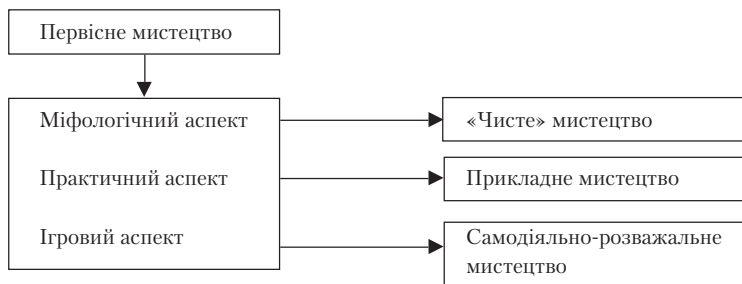 Первісне мистецтво
Міфологічний аспект
«Чисте» мистецтво
Практичний аспект
Прикладне мистецтво
Ігровий аспект
Самодіяльно-розважальне
мистецтво